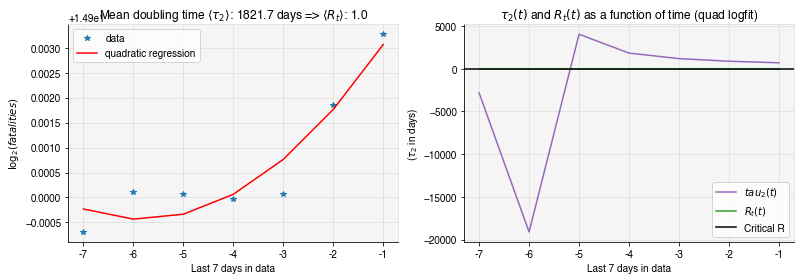 Mean doubling time ⟨τ₂⟩: 1821.7 days => ⟨Rₜ⟩: 1.0
+1.49e1
data
quadratic regression
log₂(fatalities)
0.0030
0.0025
0.0020
0.0015
0.0010
0.0005
0.0000
−0.0005
-7 -6 -5 -4 -3 -2 -1
Last 7 days in data
τ₂(t) and Rₜ(t) as a function of time (quad logfit)
(τ₂ in days)
5000
0
−5000
−10000
−15000
−20000
tau₂(t)
Rₜ(t)
Critical R
-7 -6 -5 -4 -3 -2 -1
Last 7 days in data